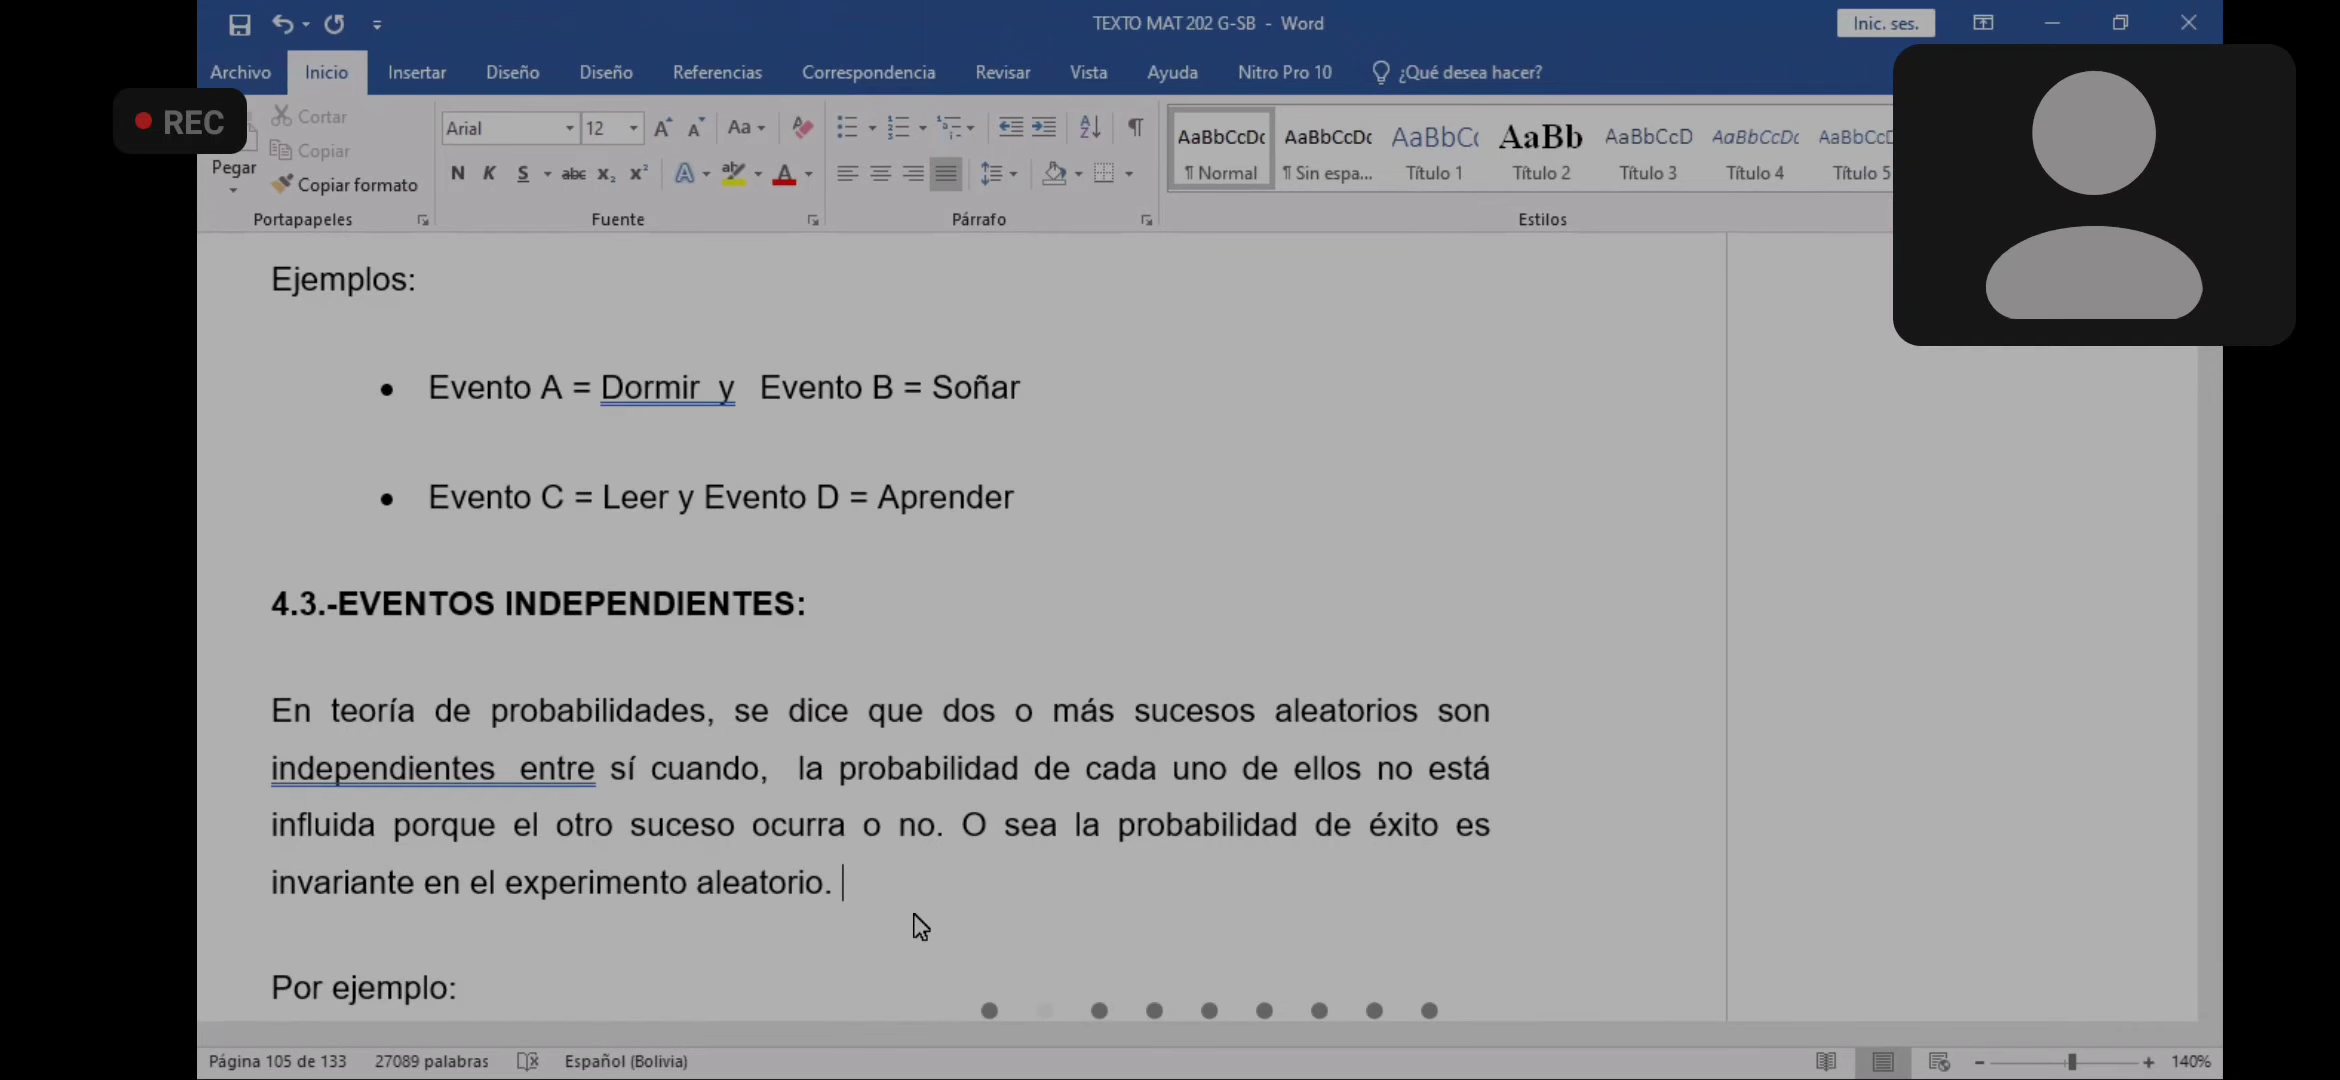 TEXTO MAT 202 G-SB - Word
Inic. ses.
Archivo Inicio Insertar Diseño Diseño Referencias Correspondencia Revisar Vista Ayuda Nitro Pro 10 ¿Qué desea hacer?
REC
Pegar
Cortar
Copiar
Copiar formato
Portapapeles
Arial 12
Aa
N K S abc x₂ x²
A
Fuente
Párrafo
AaBbCcDc AaBbCcDc AaBbC( AaBb AaBbCcD AaBbCcDc AaBbCcD
¶ Normal ¶ Sin espa... Título 1 Título 2 Título 3 Título 4 Título 5
Estilos
Ejemplos:
• Evento A = Dormir y Evento B = Soñar
• Evento C = Leer y Evento D = Aprender
4.3.-EVENTOS INDEPENDIENTES:
En teoría de probabilidades, se dice que dos o más sucesos aleatorios son
independientes entre sí cuando, la probabilidad de cada uno de ellos no está
influida porque el otro suceso ocurra o no. O sea la probabilidad de éxito es
invariante en el experimento aleatorio.
Por ejemplo:
Página 105 de 133 27089 palabras Español (Bolivia) 140%